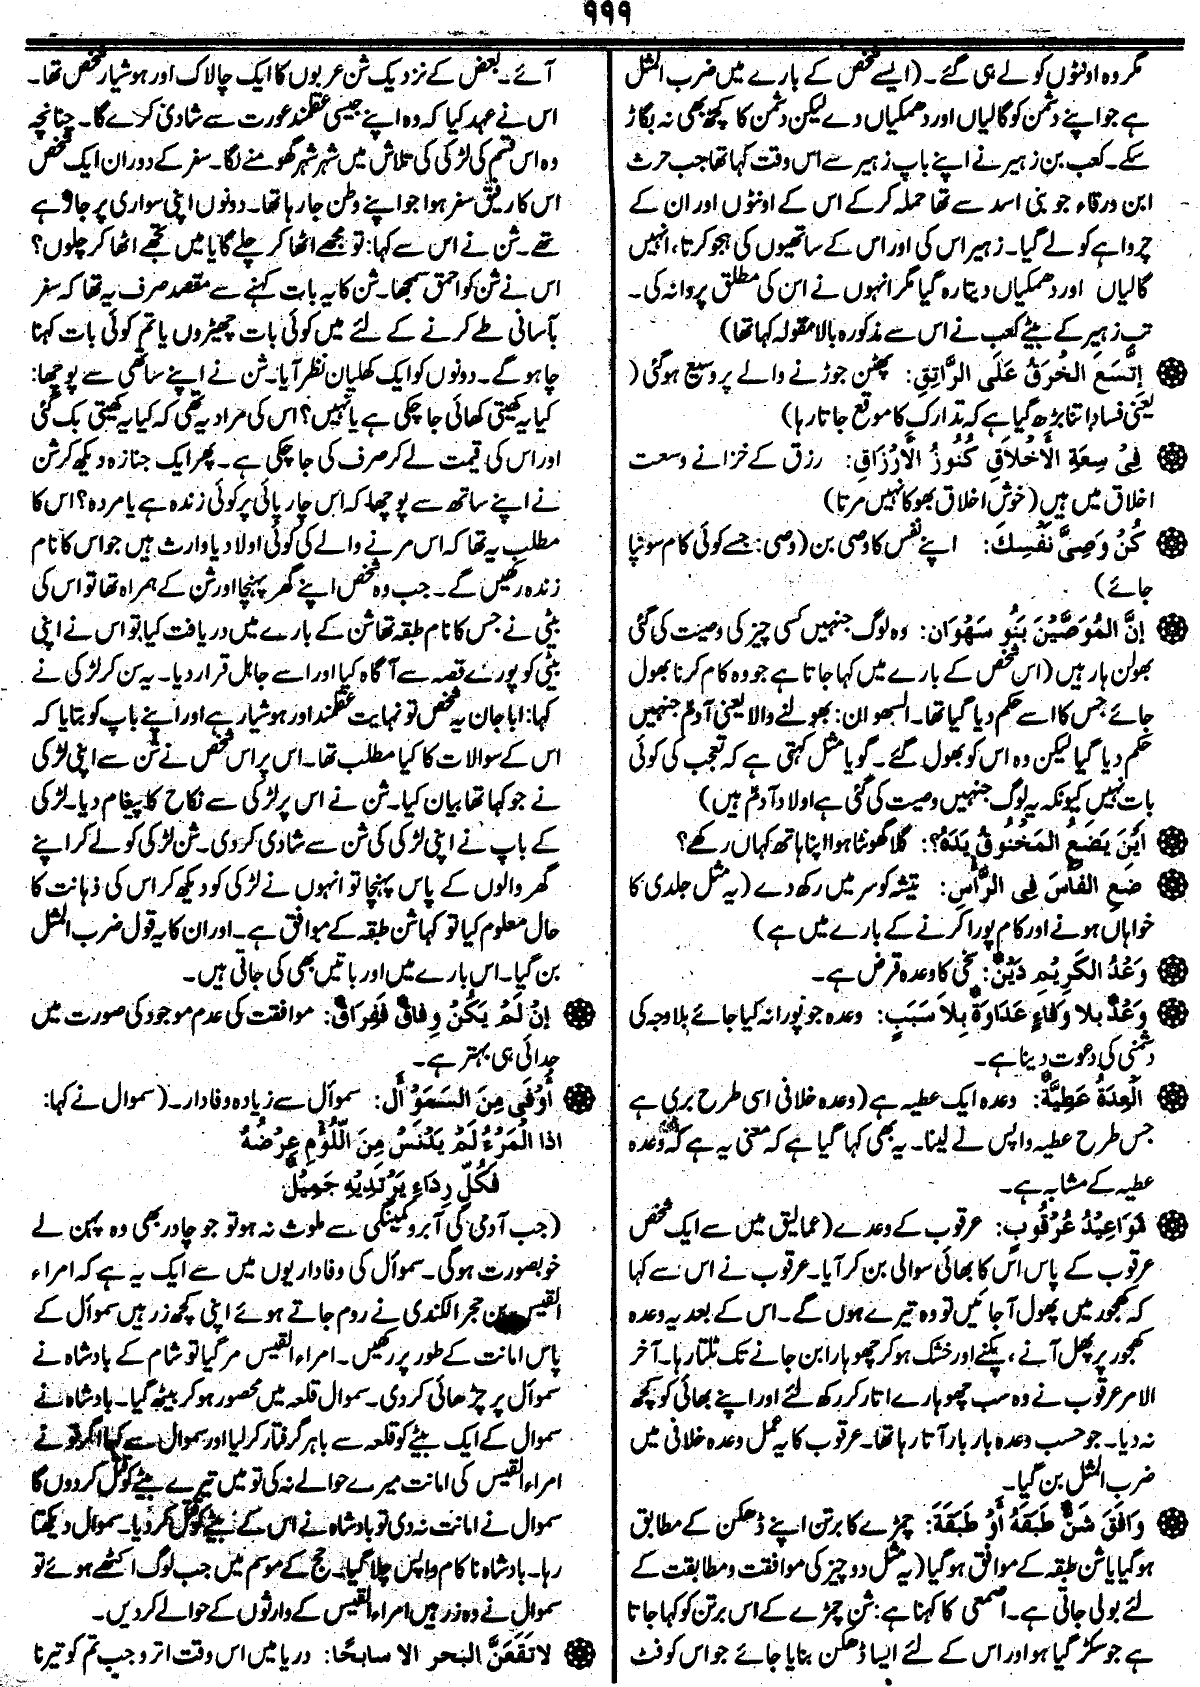 ۹۹۹
مگر وہ اونٹوں کو لے ہی گئے۔ (ایسے شخص کے بارے میں ضرب المثل
ہے جو اپنے دشمن کو گالیاں اور دھمکیاں دے لیکن دشمن کا کچھ بھی نہ بگاڑ
سکے۔ کعب بن زہیر نے اپنے باپ زہیر سے اس وقت کہا تھا جب حرث
ابن ورقاء جو بنی اسد سے تھا حملہ کرکے اس کے اونٹوں اور ان کے
چرواہے کو لے گیا۔ زہیر اس کی اور اس کے ساتھیوں کی ہجو کرتا، انہیں
گالیاں اور دھمکیاں دیتا رہ گیا مگر انہوں نے ان کی مطلق پروا نہ کی۔
تب زہیر کے بیٹے کعب نے اس سے مذکورہ بالا مقولہ کہا تھا)
اِتَّسَعَ الخُرَقُ عَلَی الرَّاتِقِ: پھٹن جوڑنے والے پر وسیع ہوگئی (
یعنی فساد اتنا بڑھ گیا ہے کہ تدارک کا موقع جاتا رہا)
فِیْ سِعَةِ الْأَخْلَاقِ کُنُوزُ الْأَرْزَاقِ: رزق کے خزانے وسعت
اخلاق میں ہیں (خوش اخلاق بھوکا نہیں مرتا)
کُنْ وَصِیَّ نَفْسِكَ: اپنے نفس کا وصی بن (وصی: جسے کوئی کام سونپا
جائے)
اِنَّ المُوَصَّیْنَ بَنُو سَهْوَان: وہ لوگ جنہیں کسی چیز کی وصیت کی گئی
بھولن ہار ہیں (اس شخص کے بارے میں کہا جاتا ہے جو وہ کام کرنا بھول
جائے جس کا اسے حکم دیا گیا تھا۔ السھوان: بھولنے والا یعنی آدمؑ جنہیں
حکم دیا گیا لیکن وہ اس کو بھول گئے۔ گویا مثل کہتی ہے کہ تعجب کی کوئی
بات نہیں کیونکہ یہ لوگ جنہیں وصیت کی گئی ہے اولاد آدمؑ ہیں)
اَیْنَ یَضَعُ المَخْنُوقُ یَدَهُ؟: گلا گھونٹا ہوا اپنا ہاتھ کہاں رکھے؟
ضَعِ الفَاْسَ فِی الرَّاْسِ: تیشہ کو سر میں رکھ دے (یہ مثل جلدی کا
خواہاں ہونے اور کام پورا کرنے کے بارے میں ہے)
وَعْدُ الکَرِیْمِ دَیْنٌ: سخی کا وعدہ قرض ہے۔
وَعْدٌ بِلا وَفَاءٍ عَدَاوَةٌ بِلاَ سَبَبٍ: وعدہ جو پورا نہ کیا جائے بلاوجہ کی
دشمنی کی دعوت دینا ہے۔
اَلْعِدَةُ عَطِیَّةٌ: وعدہ ایک عطیہ ہے (وعدہ خلافی اسی طرح بری ہے
جس طرح عطیہ واپس لے لینا۔ یہ بھی کہا گیا ہے کہ معنی یہ ہے کہ وعدہ
عطیہ کے مشابہ ہے۔
مَوَاعِیْدُ عُرْقُوبٍ: عرقوب کے وعدے (عمالیق میں سے ایک شخص
عرقوب کے پاس اس کا بھائی سوالی بن کر آیا۔ عرقوب نے اس سے کہا
کہ کھجور میں پھول آجائیں تو وہ تیرے ہوں گے۔ اس کے بعد یہ وعدہ
کھجور پر پھل آنے، پکنے اور خشک ہو کر چھوہارا بن جانے تک ٹلتا رہا۔ آخر
الامر عرقوب نے وہ سب چھوہارے اتار کر رکھ لئے اور اپنے بھائی کو کچھ
نہ دیا۔ جو حسب وعدہ بار بار آتا رہا تھا۔ عرقوب کا یہ عمل وعدہ خلافی میں
ضرب المثل بن گیا۔
وَافَقَ شَنٌّ طَبَقَهُ أَوْ طَبَقَةَ: چمڑے کا برتن اپنے ڈھکن کے مطابق
ہوگیا یا شن طبقہ کے موافق ہوگیا (یہ مثل دو چیز کی موافقت و مطابقت کے
لئے بولی جاتی ہے۔ اصمعی کا کہنا ہے: شن چمڑے کے اس برتن کو کہا جاتا
ہے جو سکڑ گیا ہو اور اس کے لئے ایسا ڈھکن بنایا جائے جو اس کو فٹ
آئے۔ بعض کے نزدیک شن عربوں کا ایک چالاک اور ہوشیار شخص تھا۔
اس نے عہد کیا کہ وہ اپنے جیسی عقلمند عورت سے شادی کرے گا۔ چنانچہ
وہ اس قسم کی لڑکی کی تلاش میں شہر شہر گھومنے لگا۔ سفر کے دوران ایک شخص
اس کا رفیق سفر ہوا جو اپنے وطن جا رہا تھا۔ دونوں اپنی سواری پر جا رہے
تھے۔ شن نے اس سے کہا: تو مجھے اٹھا کر چلے گا یا میں تجھے اٹھا کر چلوں؟
اس نے شن کو احمق سمجھا۔ شن کا یہ بات کہنے سے مقصد صرف یہ تھا کہ سفر
بآسانی طے کرنے کے لئے میں کوئی بات چھیڑوں یا تم کوئی بات کہنا
چاہو گے۔ دونوں کو ایک کھلیان نظر آیا۔ شن نے اپنے ساتھی سے پوچھا:
کیا یہ کھیتی کھائی جا چکی ہے یا نہیں؟ اس کی مراد یہ تھی کہ کیا یہ کھیتی بک گئی
اور اس کی قیمت لے کر صرف کی جا چکی ہے۔ پھر ایک جنازہ دیکھ کر شن
نے اپنے ساتھ سے پوچھا کہ اس چارپائی پر کوئی زندہ ہے یا مردہ؟ اس کا
مطلب یہ تھا کہ اس مرنے والے کی کوئی اولاد یا وارث ہیں جو اس کا نام
زندہ رکھیں گے۔ جب وہ شخص اپنے گھر پہنچا اور شن کے ہمراہ تھا تو اس کی
بیٹی نے جس کا نام طبقہ تھا شن کے بارے میں دریافت کیا تو اس نے اپنی
بیٹی کو پورے قصہ سے آگاہ کیا اور اسے جاہل قرار دیا۔ یہ سن کر لڑکی نے
کہا: ابا جان یہ شخص تو نہایت عقلمند اور ہوشیار ہے اور اپنے باپ کو بتایا کہ
اس کے سوالات کا کیا مطلب تھا۔ اس پر اس شخص نے شن سے اپنی لڑکی
نے جو کہا تھا بیان کیا۔ شن نے اس پر لڑکی سے نکاح کا پیغام دیا۔ لڑکی
کے باپ نے اپنی لڑکی کی شن سے شادی کر دی۔ شن لڑکی کو لے کر اپنے
گھر والوں کے پاس پہنچا تو انہوں نے لڑکی کو دیکھ کر اس کی ذہانت کا
حال معلوم کیا تو کہا شن طبقہ کے موافق ہے۔ اور ان کا یہ قول ضرب المثل
بن گیا۔ اس بارے میں اور باتیں بھی کی جاتی ہیں۔
اِنْ لَمْ یَکُنْ وِفَاقٌ فَفِرَاقٌ: موافقت کی عدم موجود کی صورت میں
جدائی ہی بہتر ہے۔
أَوْفَی مِنَ السَمَوْأَلِ: سموأل سے زیادہ وفادار۔ (سموال نے کہا:
اذا الْمَرْءُ لَمْ یَدْنَسْ مِنَ اللُّؤمِ عِرْضُهُ
فَکُلُّ رِدَاءٍ یَرْتَدِیْهِ جَمِیْلٌ
(جب آدمی کی آبرو کمینگی سے ملوث نہ ہو تو جو چادر بھی وہ پہن لے
خوبصورت ہوگی۔ سموأل کی وفاداریوں میں سے ایک یہ ہے کہ امراء
القیس بن حجر الکندی نے روم جاتے ہوئے اپنی کچھ زرہیں سموأل کے
پاس امانت کے طور پر رکھیں۔ امراء القیس مر گیا تو شام کے بادشاہ نے
سموأل پر چڑھائی کر دی۔ سموال قلعہ میں محصور ہو کر بیٹھ گیا۔ بادشاہ نے
سموال کے ایک بیٹے کو قلعہ سے باہر گرفتار کر لیا اور سموال سے کہا اگر تو نے
امراء القیس کی امانت میرے حوالے نہ کی تو میں تیرے بیٹے کو قتل کر دوں گا
سموال نے امانت نہ دی تو بادشاہ نے اس کے بیٹے کو قتل کر دیا۔ سموال دیکھتا
رہا۔ بادشاہ ناکام واپس چلا گیا۔ حج کے موسم میں جب لوگ اکٹھے ہوئے تو
سموال نے وہ زرہیں امراء القیس کے وارثوں کے حوالے کر دیں۔
لا تَقَعَنَّ البَحر الا سابحًا: دریا میں اس وقت اترو جب تم کو تیرنا